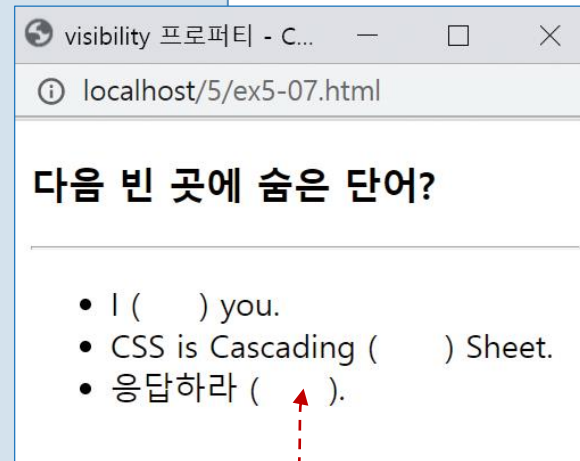 visibility 프로퍼티 - C...
localhost/5/ex5-07.html
다음 빈 곳에 숨은 단어?
• I (      ) you.
• CSS is Cascading (      ) Sheet.
• 응답하라 (      ).